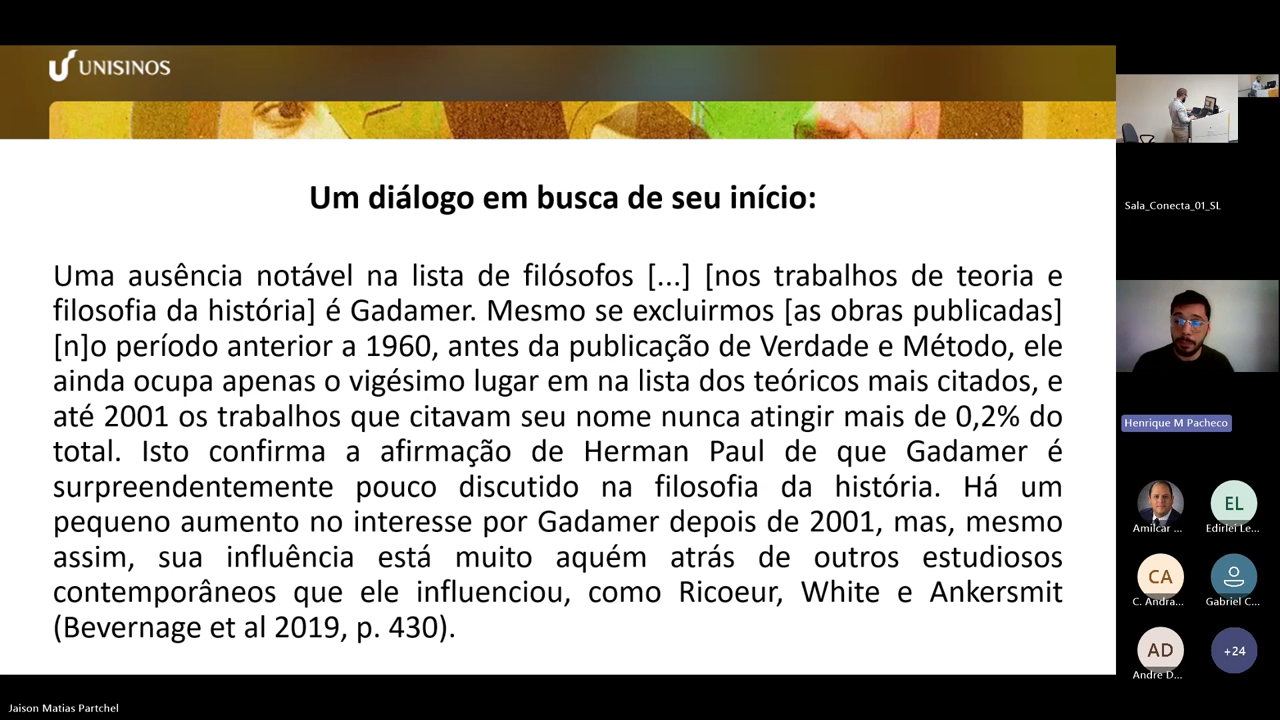 UNISINOS
Um diálogo em busca de seu início:
Uma ausência notável na lista de filósofos [...] [nos trabalhos de teoria e
filosofia da história] é Gadamer. Mesmo se excluirmos [as obras publicadas]
[n]o período anterior a 1960, antes da publicação de Verdade e Método, ele
ainda ocupa apenas o vigésimo lugar em na lista dos teóricos mais citados, e
até 2001 os trabalhos que citavam seu nome nunca atingir mais de 0,2% do
total. Isto confirma a afirmação de Herman Paul de que Gadamer é
surpreendentemente pouco discutido na filosofia da história. Há um
pequeno aumento no interesse por Gadamer depois de 2001, mas, mesmo
assim, sua influência está muito aquém atrás de outros estudiosos
contemporâneos que ele influenciou, como Ricoeur, White e Ankersmit
(Bevernage et al 2019, p. 430).
Sala_Conecta_01_SL
Henrique M Pacheco
Amilcar ...
EL
Edirlei Le...
CA
C. Andra...
Gabriel C...
AD
Andre D...
+24
Jaison Matias Partchel